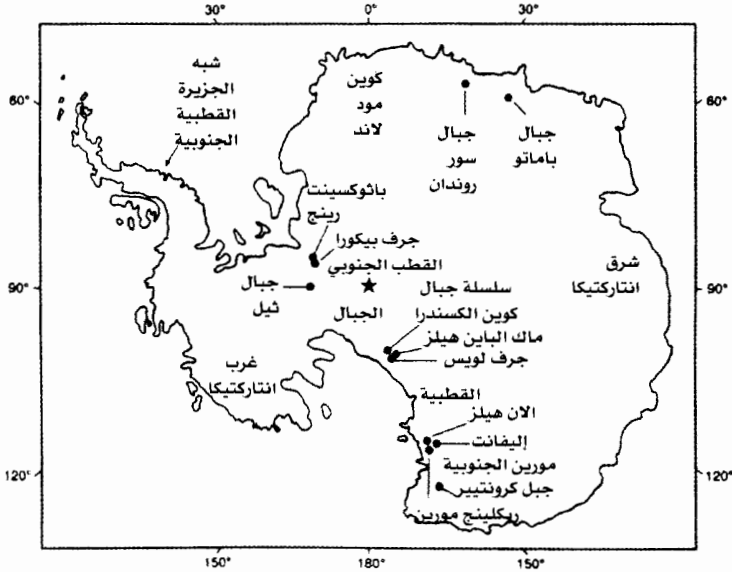 30°
0°
30°
شبه
الجزيرة
القطبية
الجنوبية
كوين
مود
لاند
جبال
سور
روندان
جبال
باماتو
60°
60°
باثوكسينت
رينج
جرف بيكورا
القطب الجنوبي
شرق
انتاركتيكا
جبال
ثيل
90°
90°
سلسلة جبال
الجبال
كوين الكسندرا
ماك الباين هيلز
جرف لويس
غرب
انتاركتيكا
القطبية
الان هيلز
إليفانت
مورين الجنوبية
جبل كرونتيير
ريكلينج مورين
120°
120°
150°
180°
150°